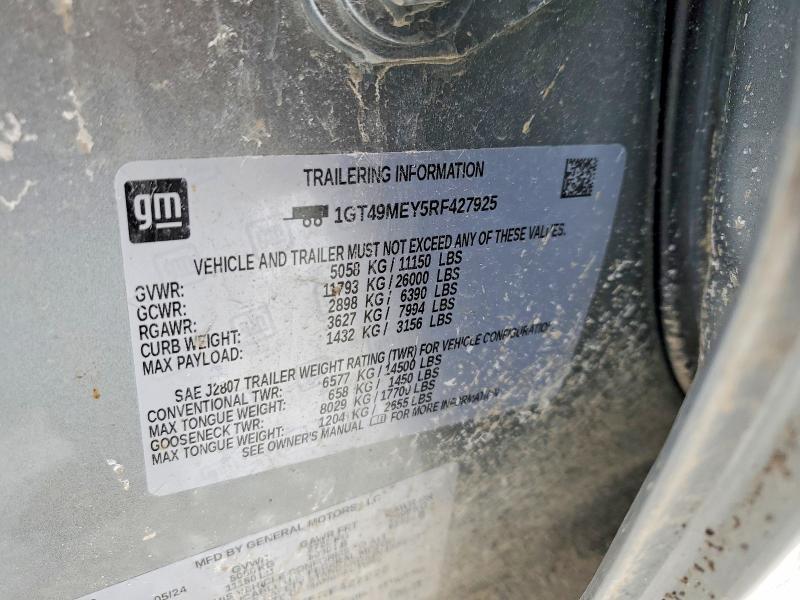 TRAILERING INFORMATION
gm
1GT49MEY5RF427925
VEHICLE AND TRAILER MUST NOT EXCEED ANY OF THESE VALUES.
GVWR: 5058 KG / 11150 LBS
GCWR: 11793 KG / 26000 LBS
RGAWR: 2898 KG / 6390 LBS
CURB WEIGHT: 3627 KG / 7994 LBS
MAX PAYLOAD: 1432 KG / 3156 LBS
SAE J2807 TRAILER WEIGHT RATING (TWR) FOR VEHICLE CONFIGURATION
CONVENTIONAL TWR: 6577 KG / 14500 LBS
MAX TONGUE WEIGHT: 658 KG / 1450 LBS
GOOSENECK TWR: 8029 KG / 17700 LBS
MAX TONGUE WEIGHT: 1204 KG / 2655 LBS
SEE OWNER'S MANUAL FOR MORE INFORMATION
MFD BY GENERAL MOTORS LLC
05/24 GVWR GAWR FRT